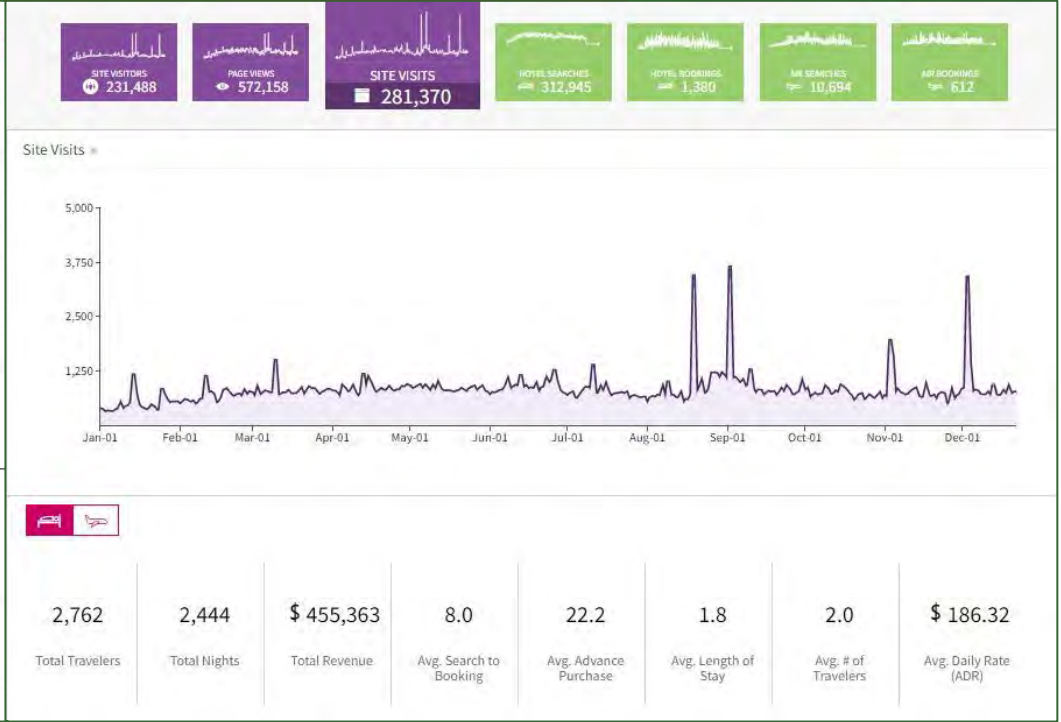 SITE VISITORS
231,488
PAGE VIEWS
572,158
SITE VISITS
281,370
HOTEL SEARCHES
312,945
HOTEL BOOKINGS
1,380
AIR SEARCHES
10,694
AIR BOOKINGS
612
Site Visits
5,000
3,750
2,500
1,250
Jan-01 Feb-01 Mar-01 Apr-01 May-01 Jun-01 Jul-01 Aug-01 Sep-01 Oct-01 Nov-01 Dec-01
2,762 2,444 $ 455,363 8.0 22.2 1.8 2.0 $ 186.32
Total Travelers Total Nights Total Revenue Avg. Search to Booking Avg. Advance Purchase Avg. Length of Stay Avg. # of Travelers Avg. Daily Rate (ADR)